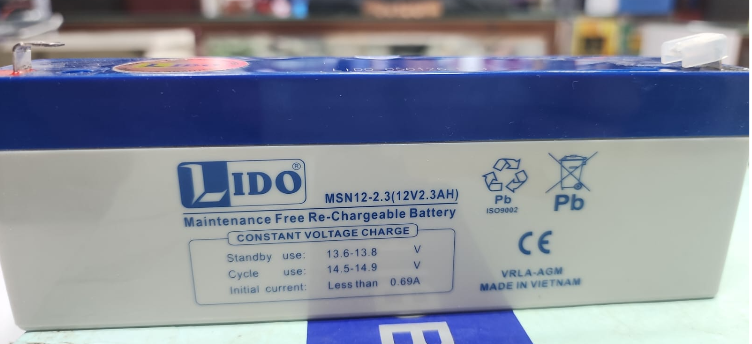 LIDO®
MSN12-2.3(12V2.3AH)
Maintenance Free Re-Chargeable Battery
CONSTANT VOLTAGE CHARGE
Standby use: 13.6-13.8 V
Cycle use: 14.5-14.9 V
Initial current: Less than 0.69A
Pb
ISO9002
Pb
CE
VRLA-AGM
MADE IN VIETNAM
E